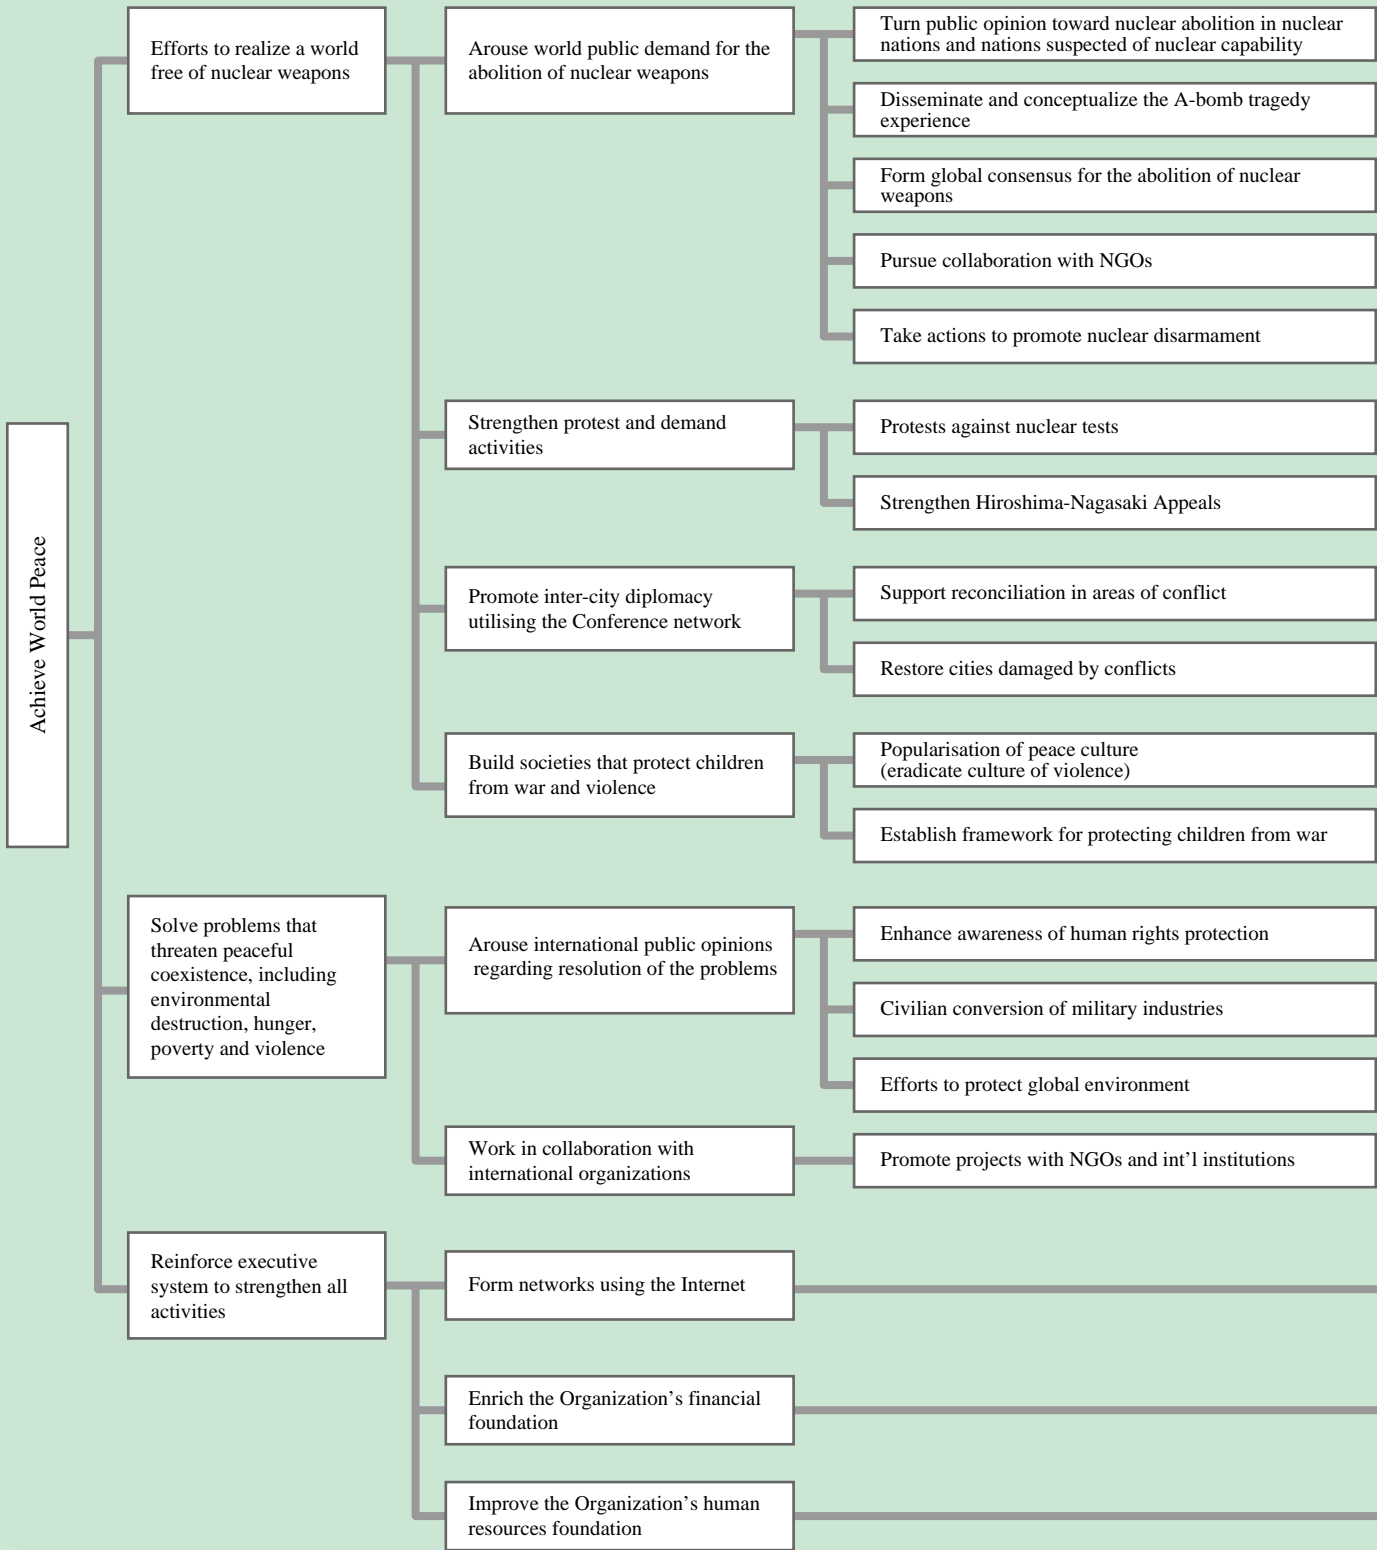 Achieve World Peace
Efforts to realize a world
free of nuclear weapons
Arouse world public demand for the
abolition of nuclear weapons
Turn public opinion toward nuclear abolition in nuclear
nations and nations suspected of nuclear capability
Disseminate and conceptualize the A-bomb tragedy
experience
Form global consensus for the abolition of nuclear
weapons
Pursue collaboration with NGOs
Take actions to promote nuclear disarmament
Strengthen protest and demand
activities
Protests against nuclear tests
Strengthen Hiroshima-Nagasaki Appeals
Promote inter-city diplomacy
utilising the Conference network
Support reconciliation in areas of conflict
Restore cities damaged by conflicts
Build societies that protect children
from war and violence
Popularisation of peace culture
(eradicate culture of violence)
Establish framework for protecting children from war
Solve problems that
threaten peaceful
coexistence, including
environmental
destruction, hunger,
poverty and violence
Arouse international public opinions
regarding resolution of the problems
Enhance awareness of human rights protection
Civilian conversion of military industries
Efforts to protect global environment
Work in collaboration with
international organizations
Promote projects with NGOs and int'l institutions
Reinforce executive
system to strengthen all
activities
Form networks using the Internet
Enrich the Organization’s financial
foundation
Improve the Organization’s human
resources foundation